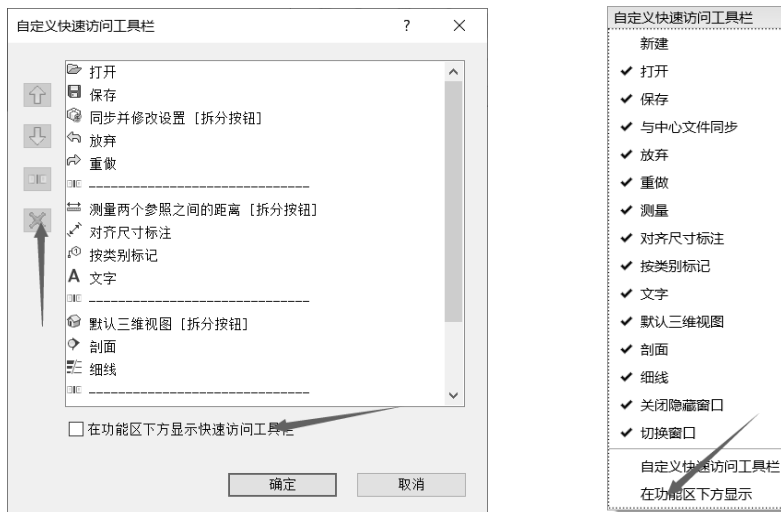 自定义快速访问工具栏
打开
保存
同步并修改设置 [拆分按钮]
放弃
重做
------------------------------
测量两个参照之间的距离 [拆分按钮]
对齐尺寸标注
按类别标记
A 文字
------------------------------
默认三维视图 [拆分按钮]
剖面
细线
------------------------------
在功能区下方显示快速访问工具栏
确定 取消
自定义快速访问工具栏
新建
打开
保存
与中心文件同步
放弃
重做
测量
对齐尺寸标注
按类别标记
文字
默认三维视图
剖面
细线
关闭隐藏窗口
切换窗口
自定义快速访问工具栏
在功能区下方显示